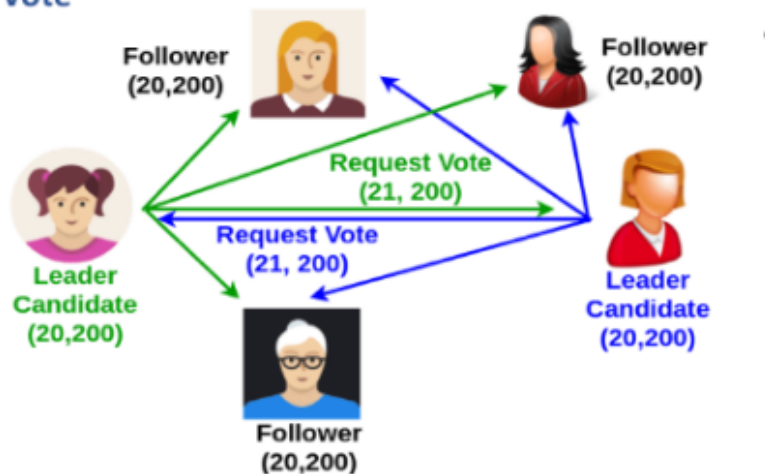 Vote
Follower
(20,200)
Follower
(20,200)
Request Vote
(21, 200)
Request Vote
(21, 200)
Leader
Candidate
(20,200)
Leader
Candidate
(20,200)
Follower
(20,200)